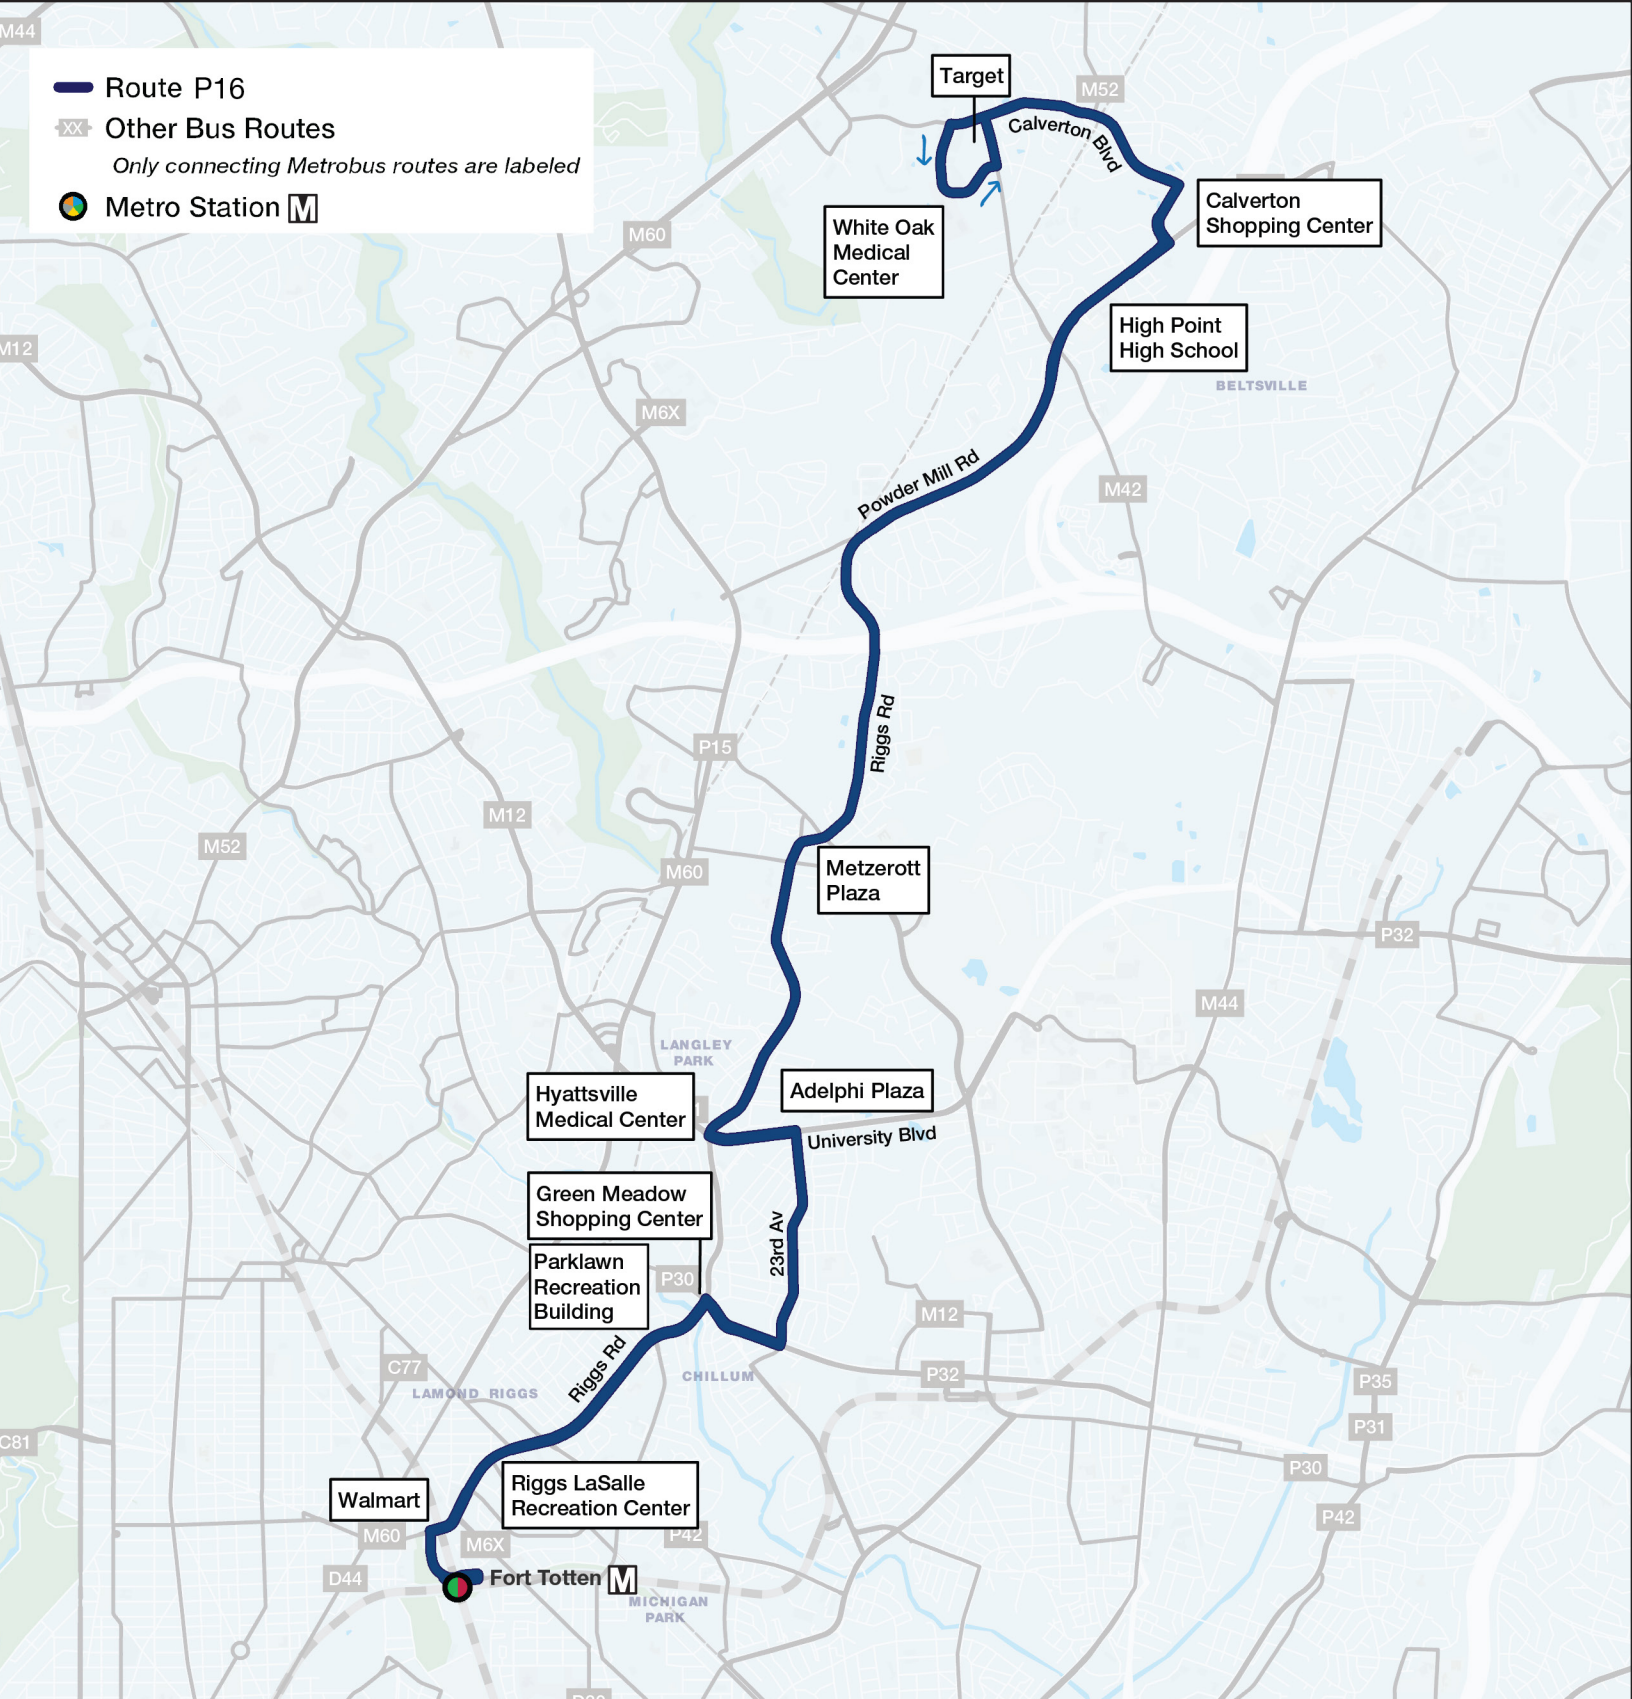 M44
Route P16
XX Other Bus Routes
Only connecting Metrobus routes are labeled
Metro Station M
Target
M52
Calverton Blvd
Calverton
Shopping Center
White Oak
Medical
Center
M60
High Point
High School
M12
BELTSVILLE
M6X
Powder Mill Rd
M42
Riggs Rd
P15
M12
M52
M60
Metzerott
Plaza
P32
M44
LANGLEY
PARK
Hyattsville
Medical Center
Adelphi Plaza
University Blvd
Green Meadow
Shopping Center
23rd Av
Parklawn
Recreation
Building
P30
M12
Riggs Rd
C77
CHILLUM
P32
P35
LAMOND RIGGS
P31
C81
P30
Riggs LaSalle
Recreation Center
Walmart
P42
M60
M6X
P42
D44
Fort Totten M
MICHIGAN
PARK